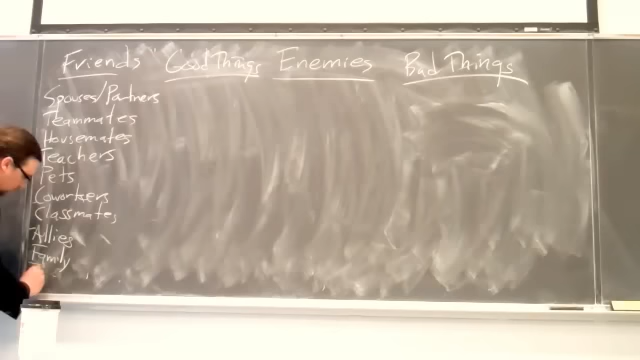 Friends Good Things Enemies Bad Things
Spouses/Partners
Teammates
Housemates
Teachers
Pets
Coworkers
Classmates
Allies
Family